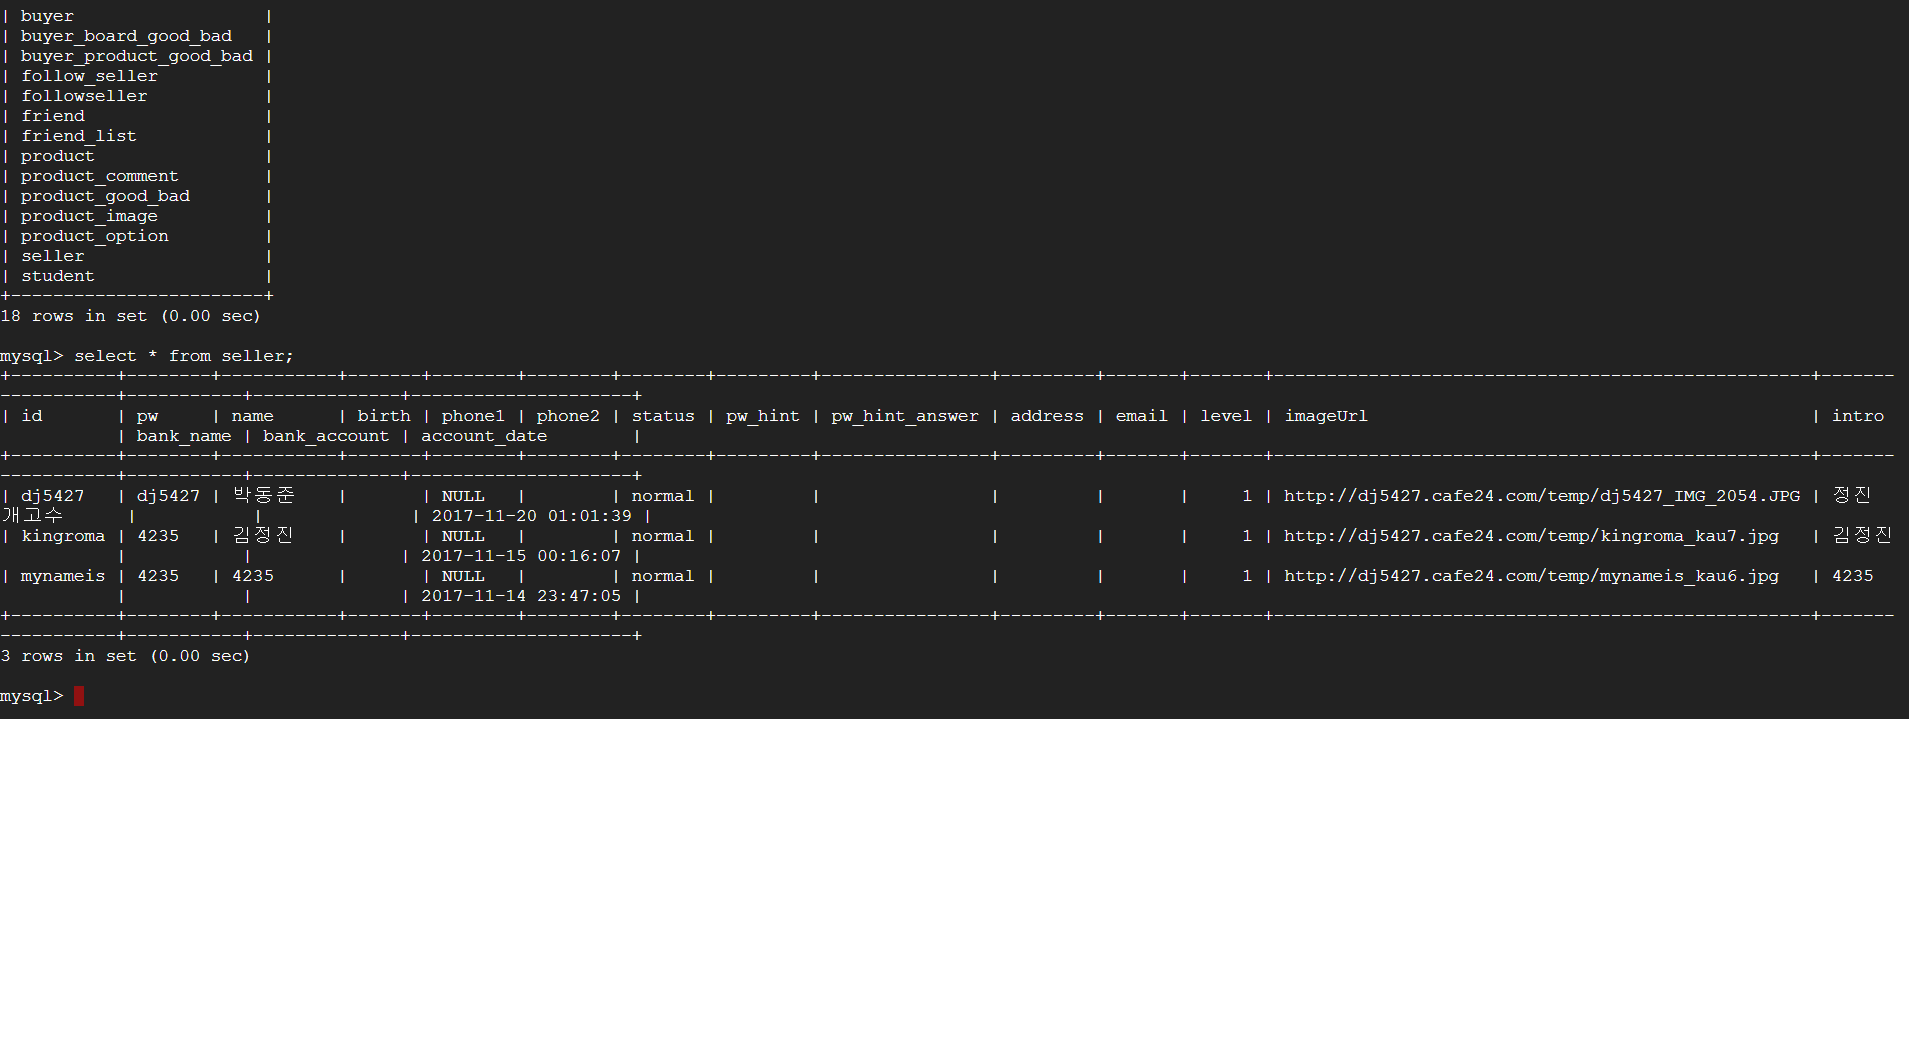 | buyer                  |
| buyer_board_good_bad   |
| buyer_product_good_bad |
| follow_seller          |
| followseller           |
| friend                 |
| friend_list            |
| product                |
| product_comment        |
| product_good_bad       |
| product_image          |
| product_option         |
| seller                 |
| student                |
+------------------------+
18 rows in set (0.00 sec)

mysql> select * from seller;
+----------+--------+-----------+-------+--------+--------+--------+---------+----------------+---------+-------+-------+---------------------------------------------------+-------
-----------+-----------+--------------+---------------------+
| id       | pw     | name      | birth | phone1 | phone2 | status | pw_hint | pw_hint_answer | address | email | level | imageUrl                                          | intro
           | bank_name | bank_account | account_date        |
+----------+--------+-----------+-------+--------+--------+--------+---------+----------------+---------+-------+-------+---------------------------------------------------+-------
-----------+-----------+--------------+---------------------+
| dj5427   | dj5427 | 박동준    |       | NULL   |        | normal |         |                |         |       |     1 | http://dj5427.cafe24.com/temp/dj5427_IMG_2054.JPG | 정진
개고수      |           |              | 2017-11-20 01:01:39 |
| kingroma | 4235   | 김정진    |       | NULL   |        | normal |         |                |         |       |     1 | http://dj5427.cafe24.com/temp/kingroma_kau7.jpg   | 김정진
           |           |              | 2017-11-15 00:16:07 |
| mynameis | 4235   | 4235      |       | NULL   |        | normal |         |                |         |       |     1 | http://dj5427.cafe24.com/temp/mynameis_kau6.jpg   | 4235
           |           |              | 2017-11-14 23:47:05 |
+----------+--------+-----------+-------+--------+--------+--------+---------+----------------+---------+-------+-------+---------------------------------------------------+-------
-----------+-----------+--------------+---------------------+
3 rows in set (0.00 sec)

mysql>